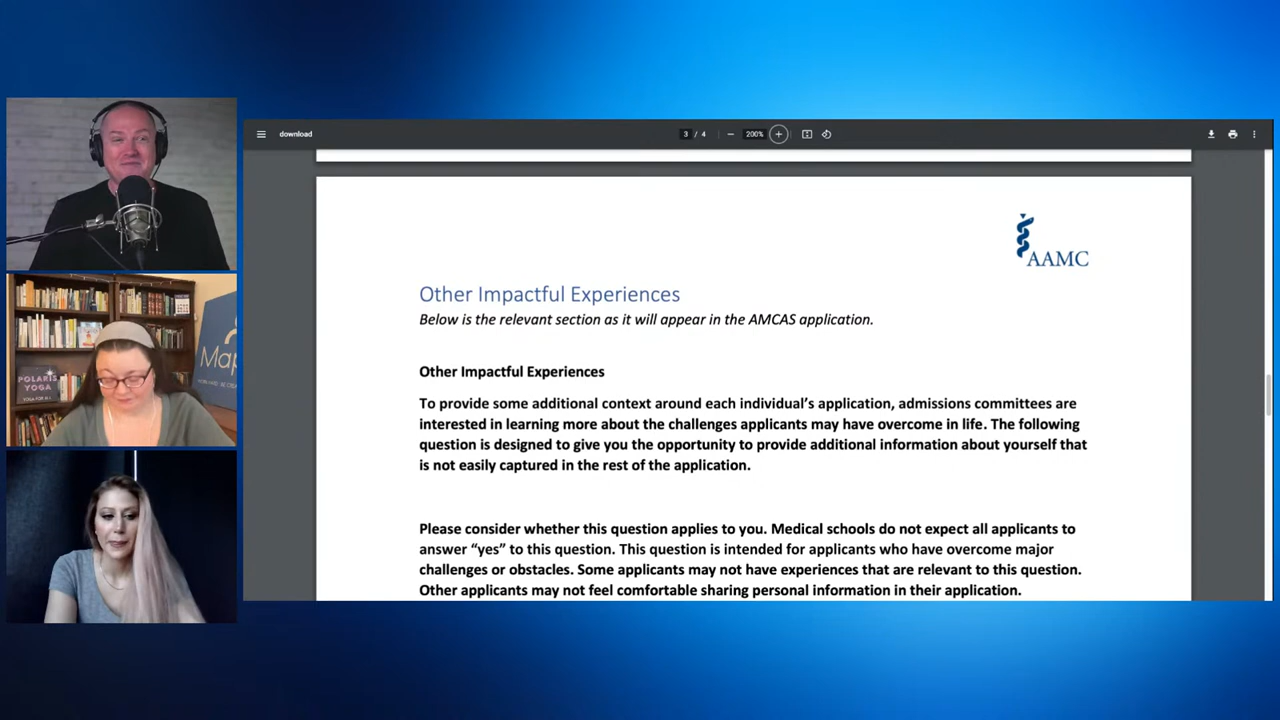 download
3 / 4
200%
AAMC
Other Impactful Experiences
Below is the relevant section as it will appear in the AMCAS application.
Other Impactful Experiences
To provide some additional context around each individual's application, admissions committees are
interested in learning more about the challenges applicants may have overcome in life. The following
question is designed to give you the opportunity to provide additional information about yourself that
is not easily captured in the rest of the application.
Please consider whether this question applies to you. Medical schools do not expect all applicants to
answer “yes” to this question. This question is intended for applicants who have overcome major
challenges or obstacles. Some applicants may not have experiences that are relevant to this question.
Other applicants may not feel comfortable sharing personal information in their application.
POLARIS
YOGA